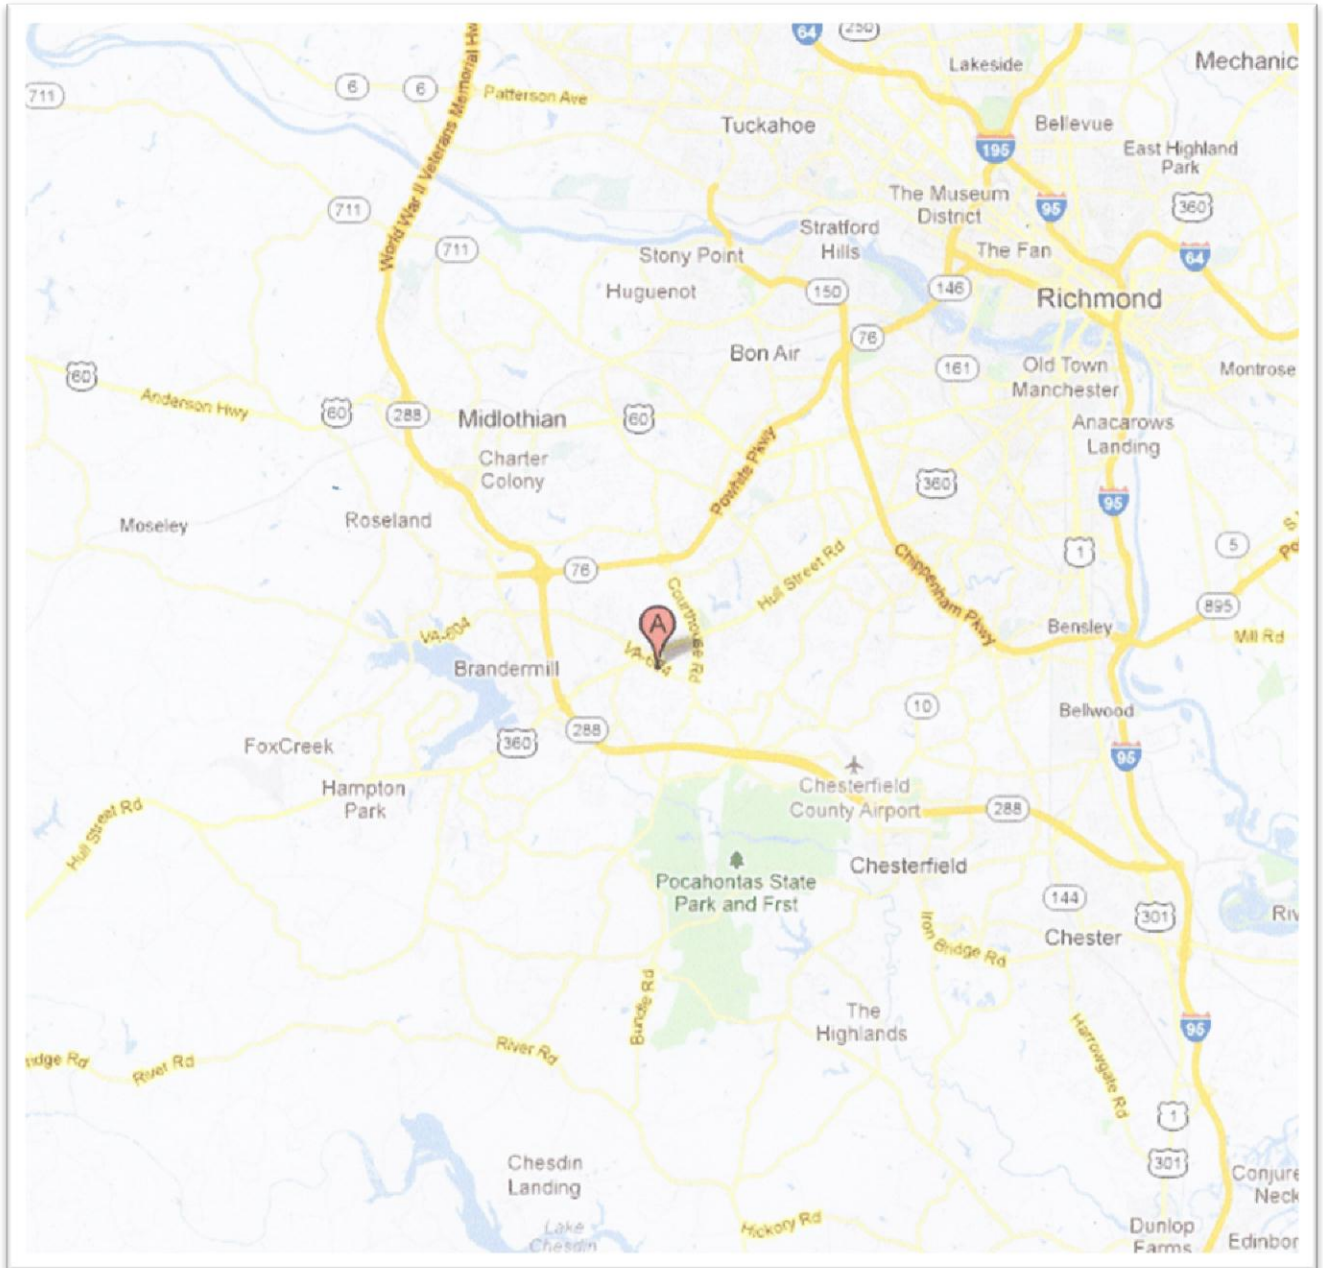 64
250
Lakeside
Mechanic
711
6
6
Patterson Ave
World War II Veterans Memorial Hw
Tuckahoe
Bellevue
195
East Highland
Park
The Museum
District
95
360
711
711
Stratford
Hills
Stony Point
The Fan
64
Huguenot
150
146
Richmond
76
Bon Air
161
Old Town
Manchester
Montrose
60
Anderson Hwy
60
288
Midlothian
60
Anacarows
Landing
Charter
Colony
Powhite Pkwy
360
95
Moseley
Roseland
1
5
76
Courthouse Rd
Hull Street Rd
Chippenham Pkwy
895
A
VA-604
Bensley
Mill Rd
Brandermill
10
Bellwood
288
360
FoxCreek
95
Hampton
Park
Chesterfield
County Airport
288
Hull Street Rd
Chesterfield
Pocahontas State
Park and Frst
144
301
Riv
Iron Bridge Rd
Chester
The
Highlands
95
River Rd
River Rd
idge Rd
Harrowgate Rd
1
301
Chesdin
Landing
Conjure
Neck
Lake
Chesdin
Hickory Rd
Dunlop
Farms
Edinbor